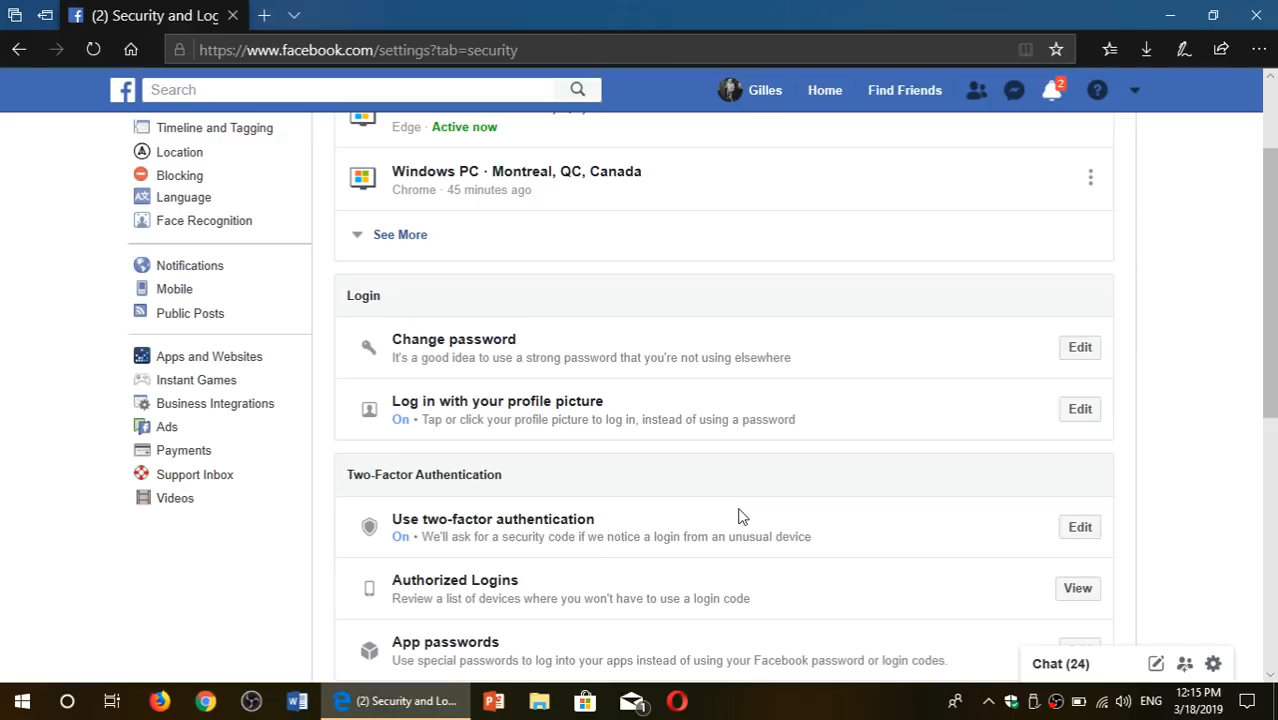 (2) Security and Log
https://www.facebook.com/settings?tab=security
Search
Gilles
Home
Find Friends
2
Timeline and Tagging
Location
Blocking
Language
Face Recognition
Notifications
Mobile
Public Posts
Apps and Websites
Instant Games
Business Integrations
Ads
Payments
Support Inbox
Videos
Edge · Active now
Windows PC · Montreal, QC, Canada
Chrome · 45 minutes ago
See More
Login
Change password
It's a good idea to use a strong password that you're not using elsewhere
Edit
Log in with your profile picture
On • Tap or click your profile picture to log in, instead of using a password
Edit
Two-Factor Authentication
Use two-factor authentication
On • We'll ask for a security code if we notice a login from an unusual device
Edit
Authorized Logins
Review a list of devices where you won't have to use a login code
View
App passwords
Use special passwords to log into your apps instead of using your Facebook password or login codes.
Chat (24)
(2) Security and Lo...
1
ENG
12:15 PM
3/18/2019